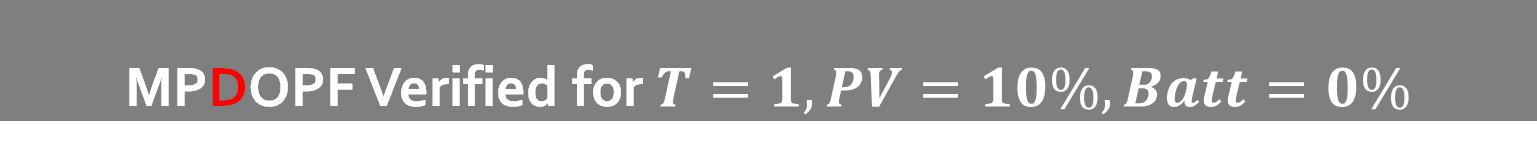 MPDOPF Verified for T = 1, PV = 10%, Batt = 0%